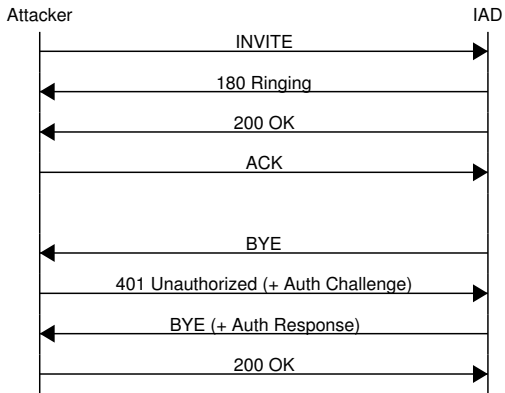 Attacker IAD
INVITE
180 Ringing
200 OK
ACK
BYE
401 Unauthorized (+ Auth Challenge)
BYE (+ Auth Response)
200 OK